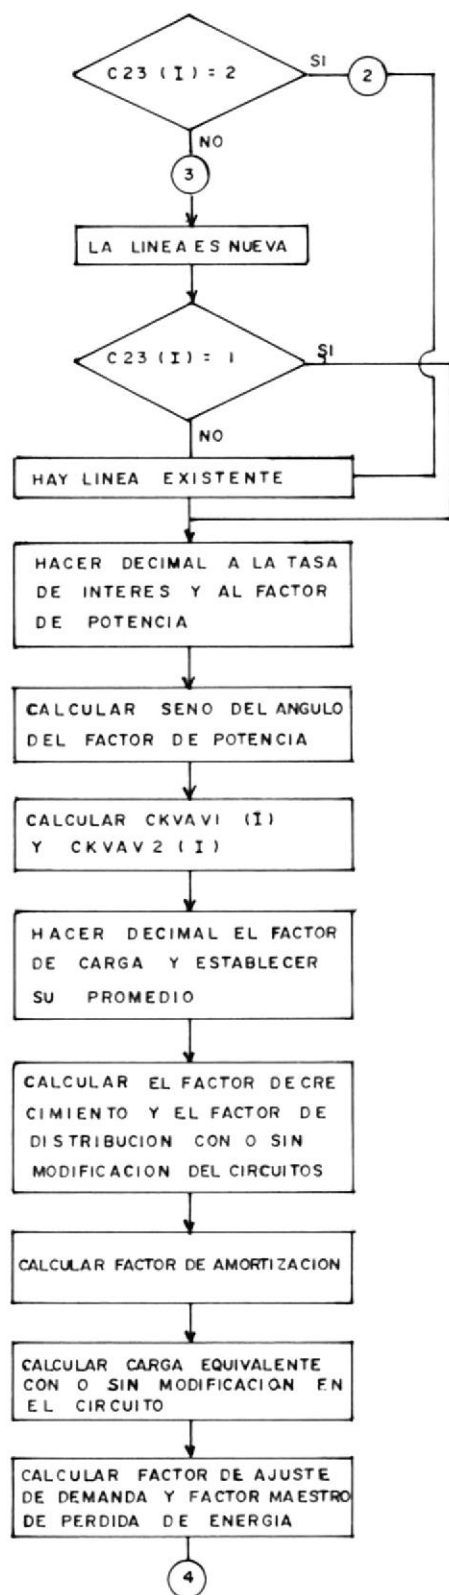 C23 (I) = 2
SI
2
NO
3
LA LINEA ES NUEVA
C23 (I) = 1
SI
NO
HAY LINEA EXISTENTE
HACER DECIMAL A LA TASA
DE INTERES Y AL FACTOR
DE POTENCIA
CALCULAR SENO DEL ANGULO
DEL FACTOR DE POTENCIA
CALCULAR CKVAV1 (I)
Y CKVAV2 (I)
HACER DECIMAL EL FACTOR
DE CARGA Y ESTABLECER
SU PROMEDIO
CALCULAR EL FACTOR DECRE
CIMIENTO Y EL FACTOR DE
DISTRIBUCION CON O SIN
MODIFICACION DEL CIRCUITOS
CALCULAR FACTOR DE AMORTIZACION
CALCULAR CARGA EQUIVALENTE
CON O SIN MODIFICACION EN
EL CIRCUITO
CALCULAR FACTOR DE AJUSTE
DE DEMANDA Y FACTOR MAESTRO
DE PERDIDA DE ENERGIA
4